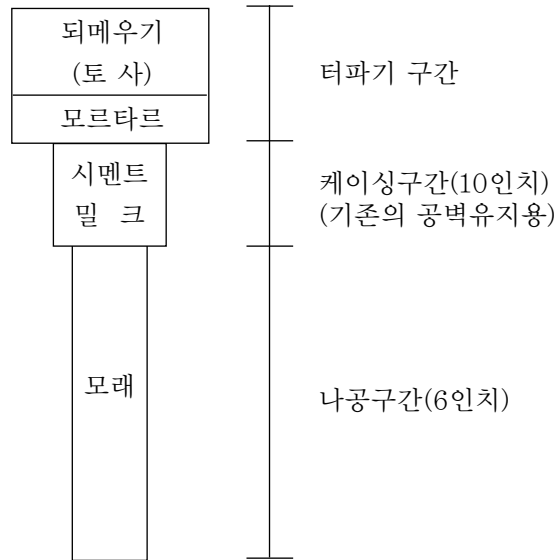 되메우기
(토 사)
모르타르
터파기 구간
시멘트
밀 크
케이싱구간(10인치)
(기존의 공벽유지용)
모래
나공구간(6인치)